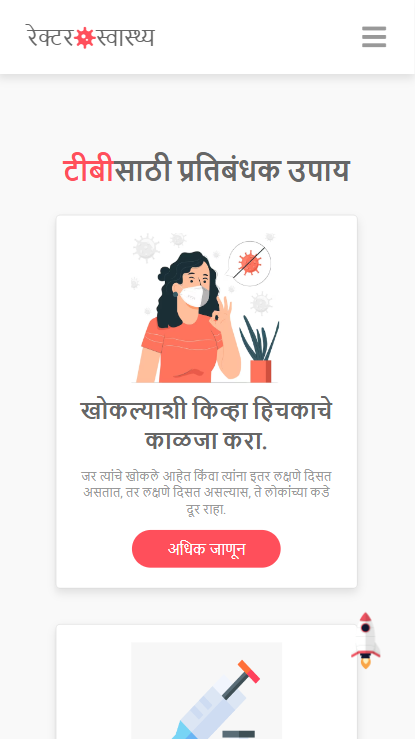 रेक्टर स्वास्थ्य
टीबीसाठी प्रतिबंधक उपाय
खोकल्याशी किव्हा हिचकाचे
काळजा करा.
जर त्यांचे खोकले आहेत किंवा त्यांना इतर लक्षणे दिसत
असतात, तर लक्षणे दिसत असल्यास, ते लोकांच्या कडे
दूर राहा.
अधिक जाणून